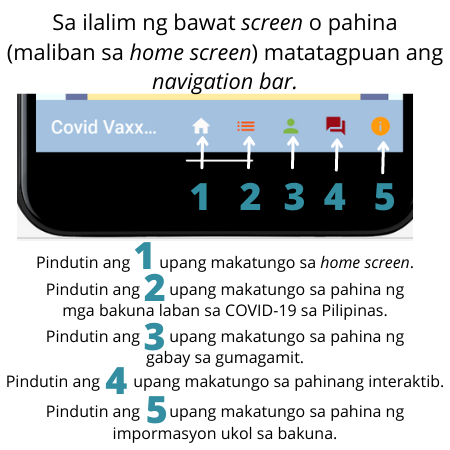 Sa ilalim ng bawat screen o pahina
(maliban sa home screen) matatagpuan ang
navigation bar.
Covid Vaxx...
1 2 3 4 5
Pindutin ang 1 upang makatungo sa home screen.
Pindutin ang 2 upang makatungo sa pahina ng
mga bakuna laban sa COVID-19 sa Pilipinas.
Pindutin ang 3 upang makatungo sa pahina ng
gabay sa gumagamit.
Pindutin ang 4 upang makatungo sa pahinang interaktib.
Pindutin ang 5 upang makatungo sa pahina ng
impormasyon ukol sa bakuna.